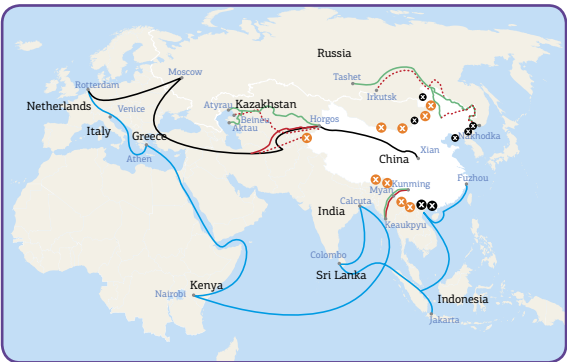 Russia
Moscow
Tashet
Rotterdam
Irkutsk
Netherlands
Venice
Atyrau
Kazakhstan
Beineu
Horgos
Aktau
Italy
Greece
Nakhodka
Athen
China
Xian
Myan
Kunming
Fuzhou
India
Calcuta
Keaukpyu
Colombo
Sri Lanka
Kenya
Nairobi
Indonesia
Jakarta